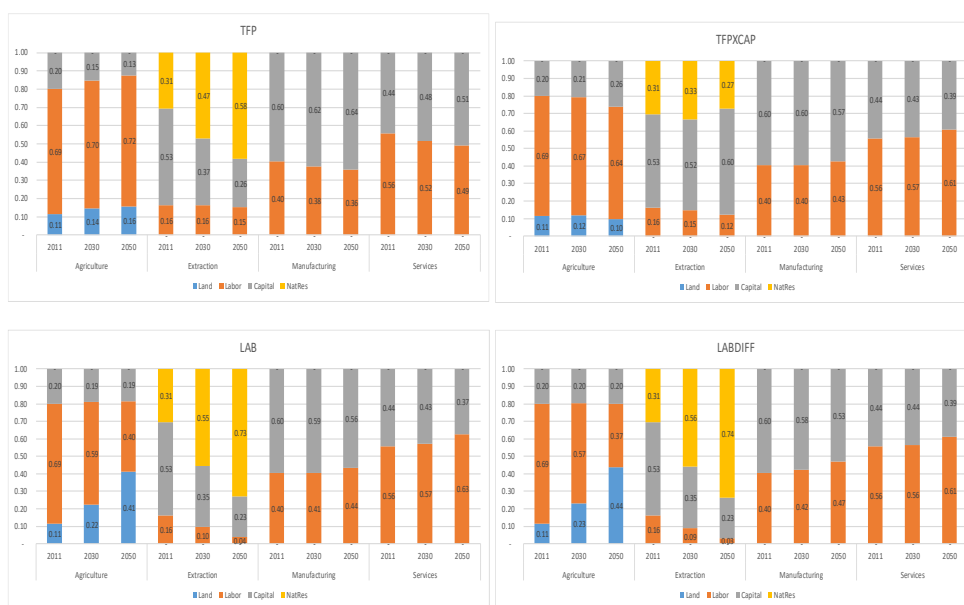 TFP
1.00
0.90
0.80
0.70
0.60
0.50
0.40
0.30
0.20
0.10
-
0.20 0.15 0.13 0.31 0.47 0.58 0.60 0.62 0.64 0.44 0.48 0.51
0.69 0.70 0.72 0.53 0.37 0.26 0.40 0.38 0.36 0.56 0.52 0.49
0.11 0.14 0.16 0.16 0.16 0.15
2011 2030 2050 2011 2030 2050 2011 2030 2050 2011 2030 2050
Agriculture Extraction Manufacturing Services
Land Labor Capital NatRes
TFPXCAP
1.00
0.90
0.80
0.70
0.60
0.50
0.40
0.30
0.20
0.10
-
0.20 0.21 0.26 0.31 0.33 0.27 0.60 0.60 0.57 0.44 0.43 0.39
0.69 0.67 0.64 0.53 0.52 0.60 0.40 0.40 0.43 0.56 0.57 0.61
0.11 0.12 0.10 0.16 0.15 0.12
2011 2030 2050 2011 2030 2050 2011 2030 2050 2011 2030 2050
Agriculture Extraction Manufacturing Services
Land Labor Capital NatRes
LAB
1.00
0.90
0.80
0.70
0.60
0.50
0.40
0.30
0.20
0.10
-
0.20 0.19 0.19 0.31 0.55 0.73 0.60 0.59 0.56 0.44 0.43 0.37
0.69 0.59 0.40 0.53 0.35 0.23 0.40 0.41 0.44 0.56 0.57 0.63
0.11 0.22 0.41 0.16 0.10 0.04
2011 2030 2050 2011 2030 2050 2011 2030 2050 2011 2030 2050
Agriculture Extraction Manufacturing Services
Land Labor Capital NatRes
LABDIFF
1.00
0.90
0.80
0.70
0.60
0.50
0.40
0.30
0.20
0.10
-
0.20 0.20 0.20 0.31 0.56 0.74 0.60 0.58 0.53 0.44 0.44 0.39
0.69 0.57 0.37 0.53 0.35 0.23 0.40 0.42 0.47 0.56 0.56 0.61
0.11 0.23 0.44 0.16 0.09 0.03
2011 2030 2050 2011 2030 2050 2011 2030 2050 2011 2030 2050
Agriculture Extraction Manufacturing Services
Land Labor Capital NatRes